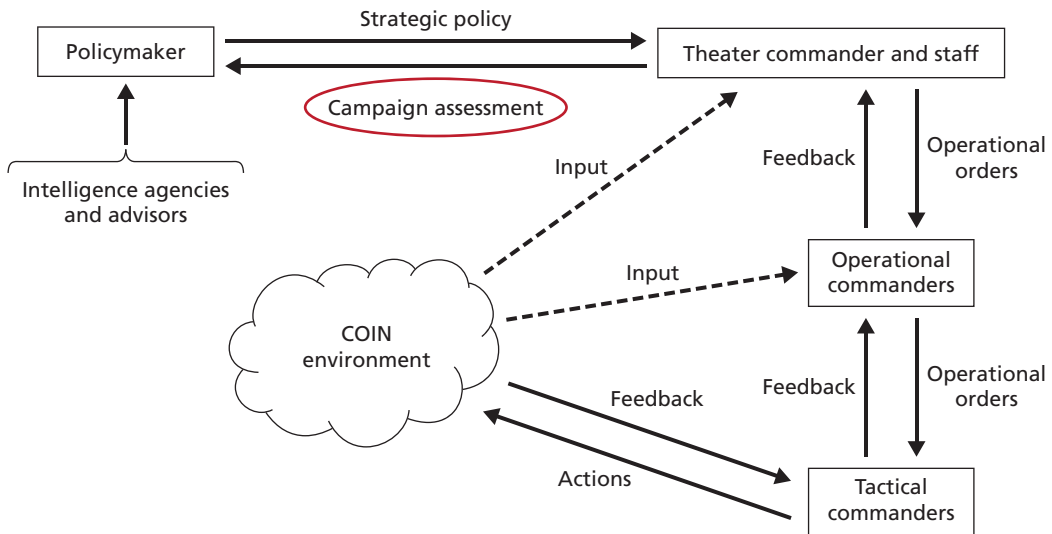 Strategic policy
Policymaker
Theater commander and staff
Campaign assessment
Input
Feedback
Operational
orders
Intelligence agencies
and advisors
Input
Operational
commanders
COIN
environment
Feedback
Feedback
Operational
orders
Actions
Tactical
commanders